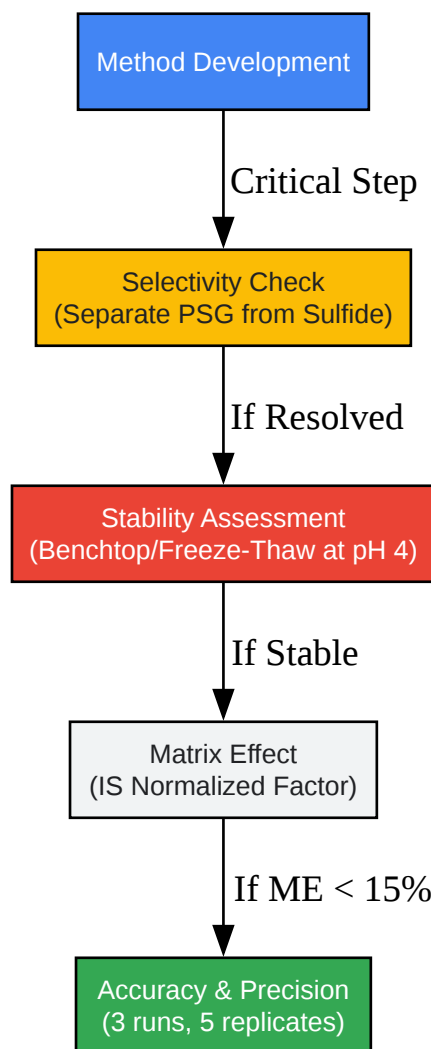 Method Development
Critical Step
Selectivity Check
(Separate PSG from Sulfide)
If Resolved
Stability Assessment
(Benchtop/Freeze-Thaw at pH 4)
If Stable
Matrix Effect
(IS Normalized Factor)
If ME < 15%
Accuracy & Precision
(3 runs, 5 replicates)